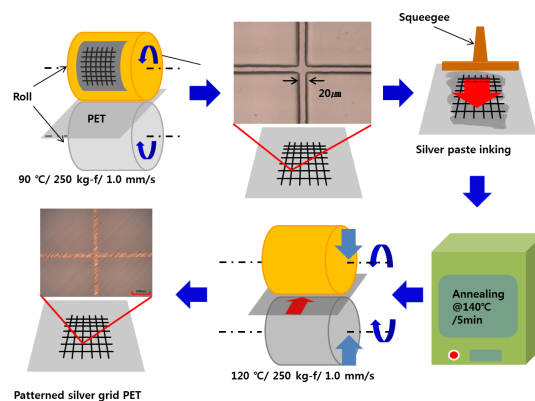 Roll
PET
90 ℃/ 250 kg-f/ 1.0 mm/s
20㎛
Squeegee
Silver paste inking
Annealing
@140℃
/5min
120 ℃/ 250 kg-f/ 1.0 mm/s
Patterned silver grid PET